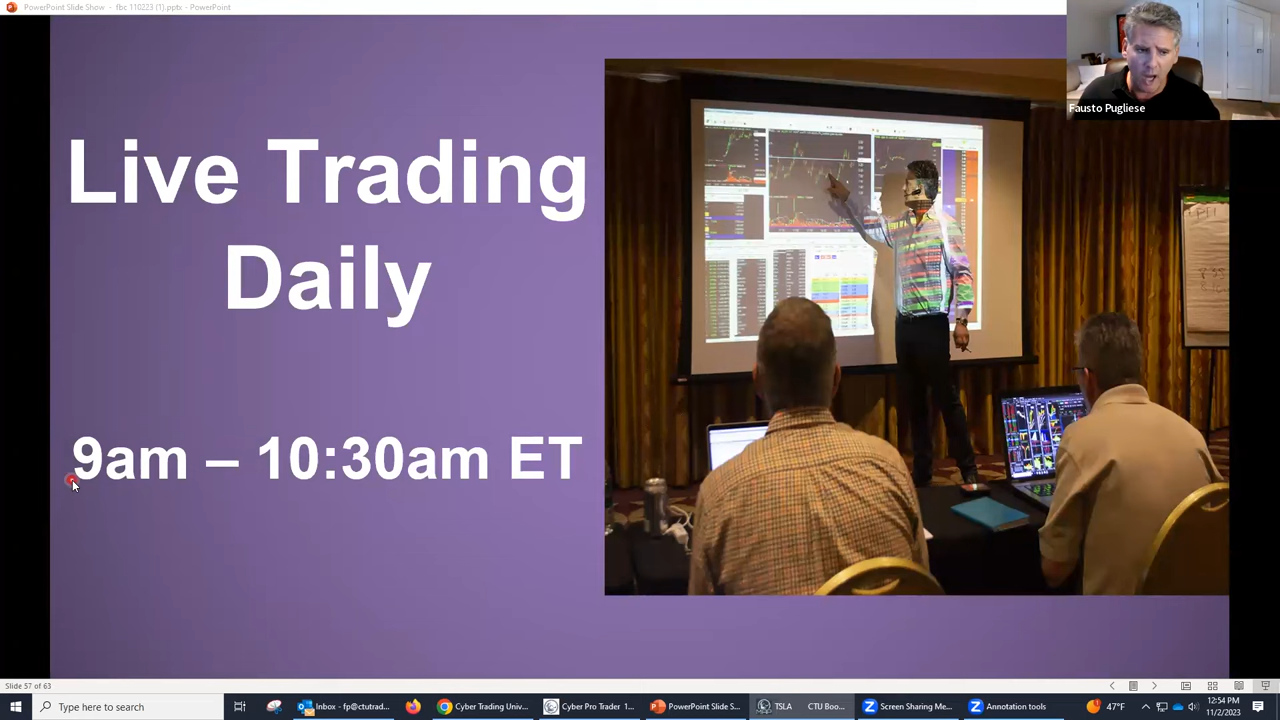 PowerPoint Slide Show - fbc 110223 (1).ppts - PowerPoint
Fausto Pugliese
Live Trading
Daily
9am – 10:30am ET
Slide 57 of 63
Type here to search
Inbox - fp@ctutrad...
Cyber Trading Univ...
Cyber Pro Trader 1...
PowerPoint Slide S...
TSLA CTU Boo...
Screen Sharing Me...
Annotation tools
47°F
12:54 PM
11/2/2023